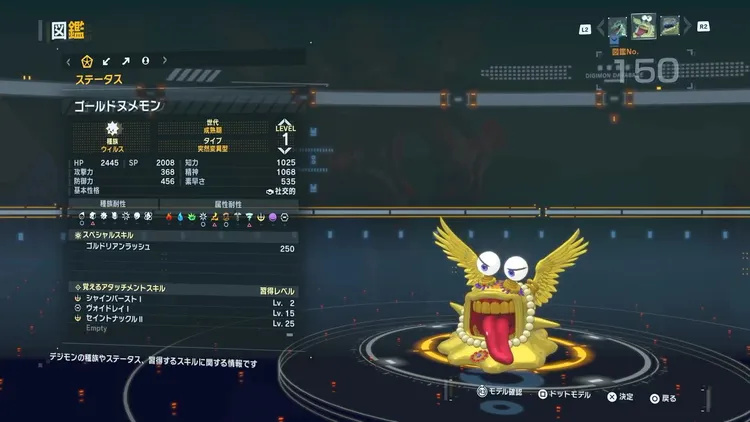 図鑑
L2
R2
図鑑No.
DIGIMON DATABASE
150
ステータス
ゴールドヌメモン
種族
ウイルス
世代
成熟期
タイプ
突然変異型
LEVEL
1
HP 2445 SP 2008 知力 1025
攻撃力 368 精神 1068
防御力 456 素早さ 535
基本性格 社交的
種族耐性 属性耐性
スペシャルスキル
ゴルドリアンラッシュ 250
覚えるアタッチメントスキル 習得レベル
シャインバーストⅠ Lv. 2
ヴォイドレイⅠ Lv. 15
セイントナックルⅡ Lv. 25
Empty
デジモンの種族やステータス、習得するスキルに関する情報です
R3 モデル確認 ドットモデル 決定 戻る